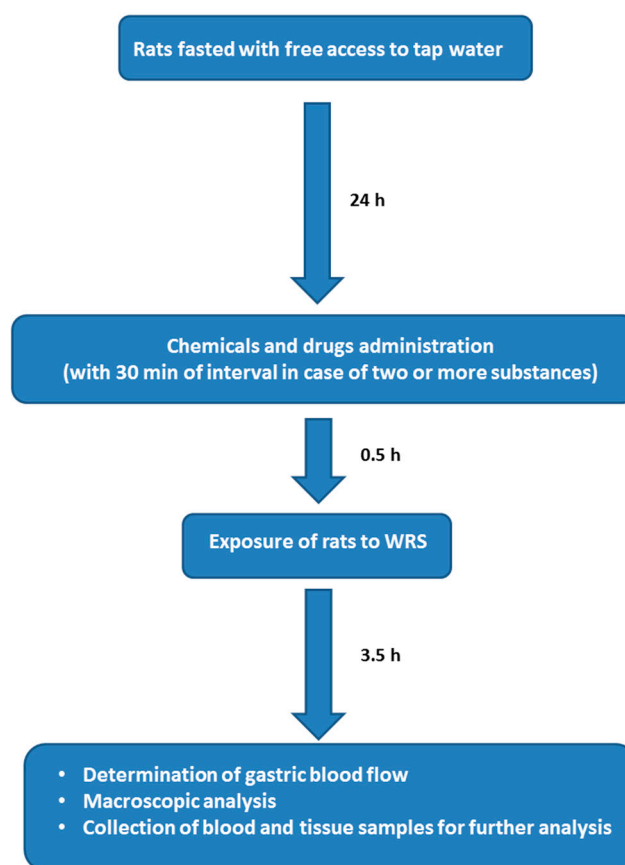 Rats fasted with free access to tap water
24 h
Chemicals and drugs administration
(with 30 min of interval in case of two or more substances)
0.5 h
Exposure of rats to WRS
3.5 h
• Determination of gastric blood flow
• Macroscopic analysis
• Collection of blood and tissue samples for further analysis